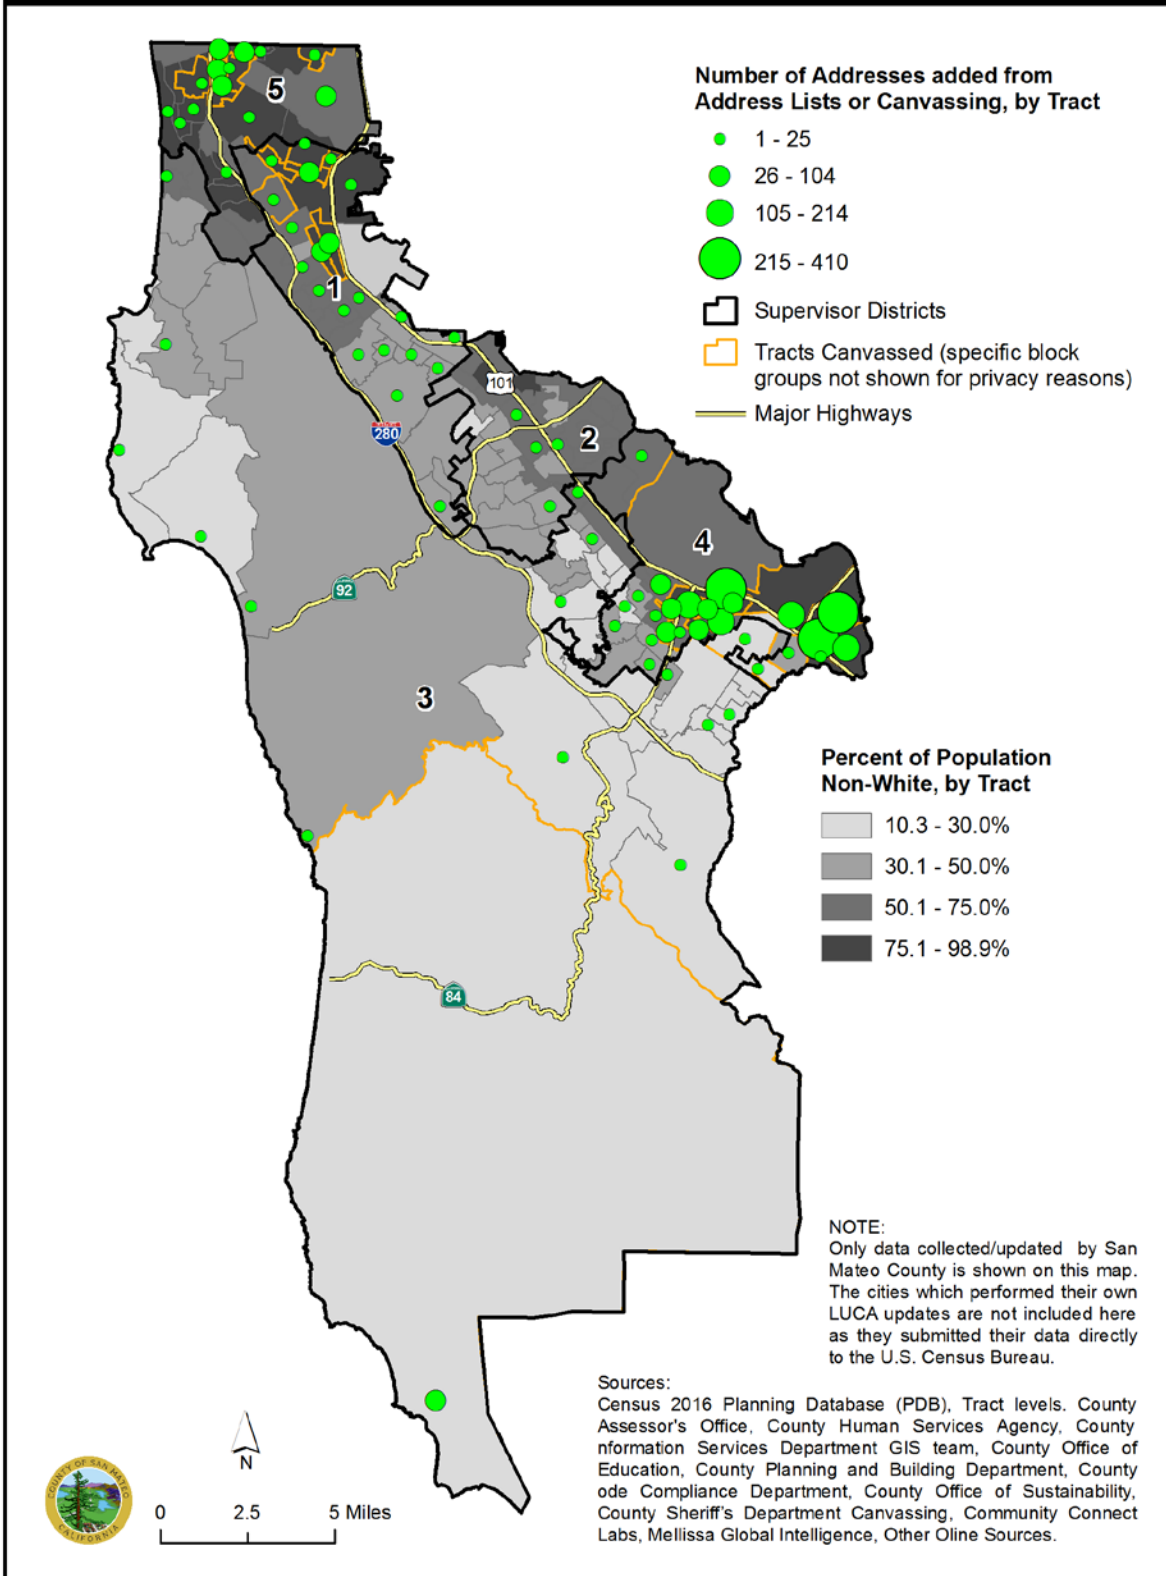 Number of Addresses added from
Address Lists or Canvassing, by Tract
1 - 25
26 - 104
105 - 214
215 - 410
Supervisor Districts
Tracts Canvassed (specific block
groups not shown for privacy reasons)
Major Highways
5
1
101
280
2
4
92
3
84
Percent of Population
Non-White, by Tract
10.3 - 30.0%
30.1 - 50.0%
50.1 - 75.0%
75.1 - 98.9%
NOTE:
Only data collected/updated by San
Mateo County is shown on this map.
The cities which performed their own
LUCA updates are not included here
as they submitted their data directly
to the U.S. Census Bureau.
Sources:
Census 2016 Planning Database (PDB), Tract levels. County
Assessor's Office, County Human Services Agency, County
nformation Services Department GIS team, County Office of
Education, County Planning and Building Department, County
ode Compliance Department, County Office of Sustainability,
County Sheriff's Department Canvassing, Community Connect
Labs, Mellissa Global Intelligence, Other Oline Sources.
N
COUNTY OF SAN MATEO
CALIFORNIA
0 2.5 5 Miles